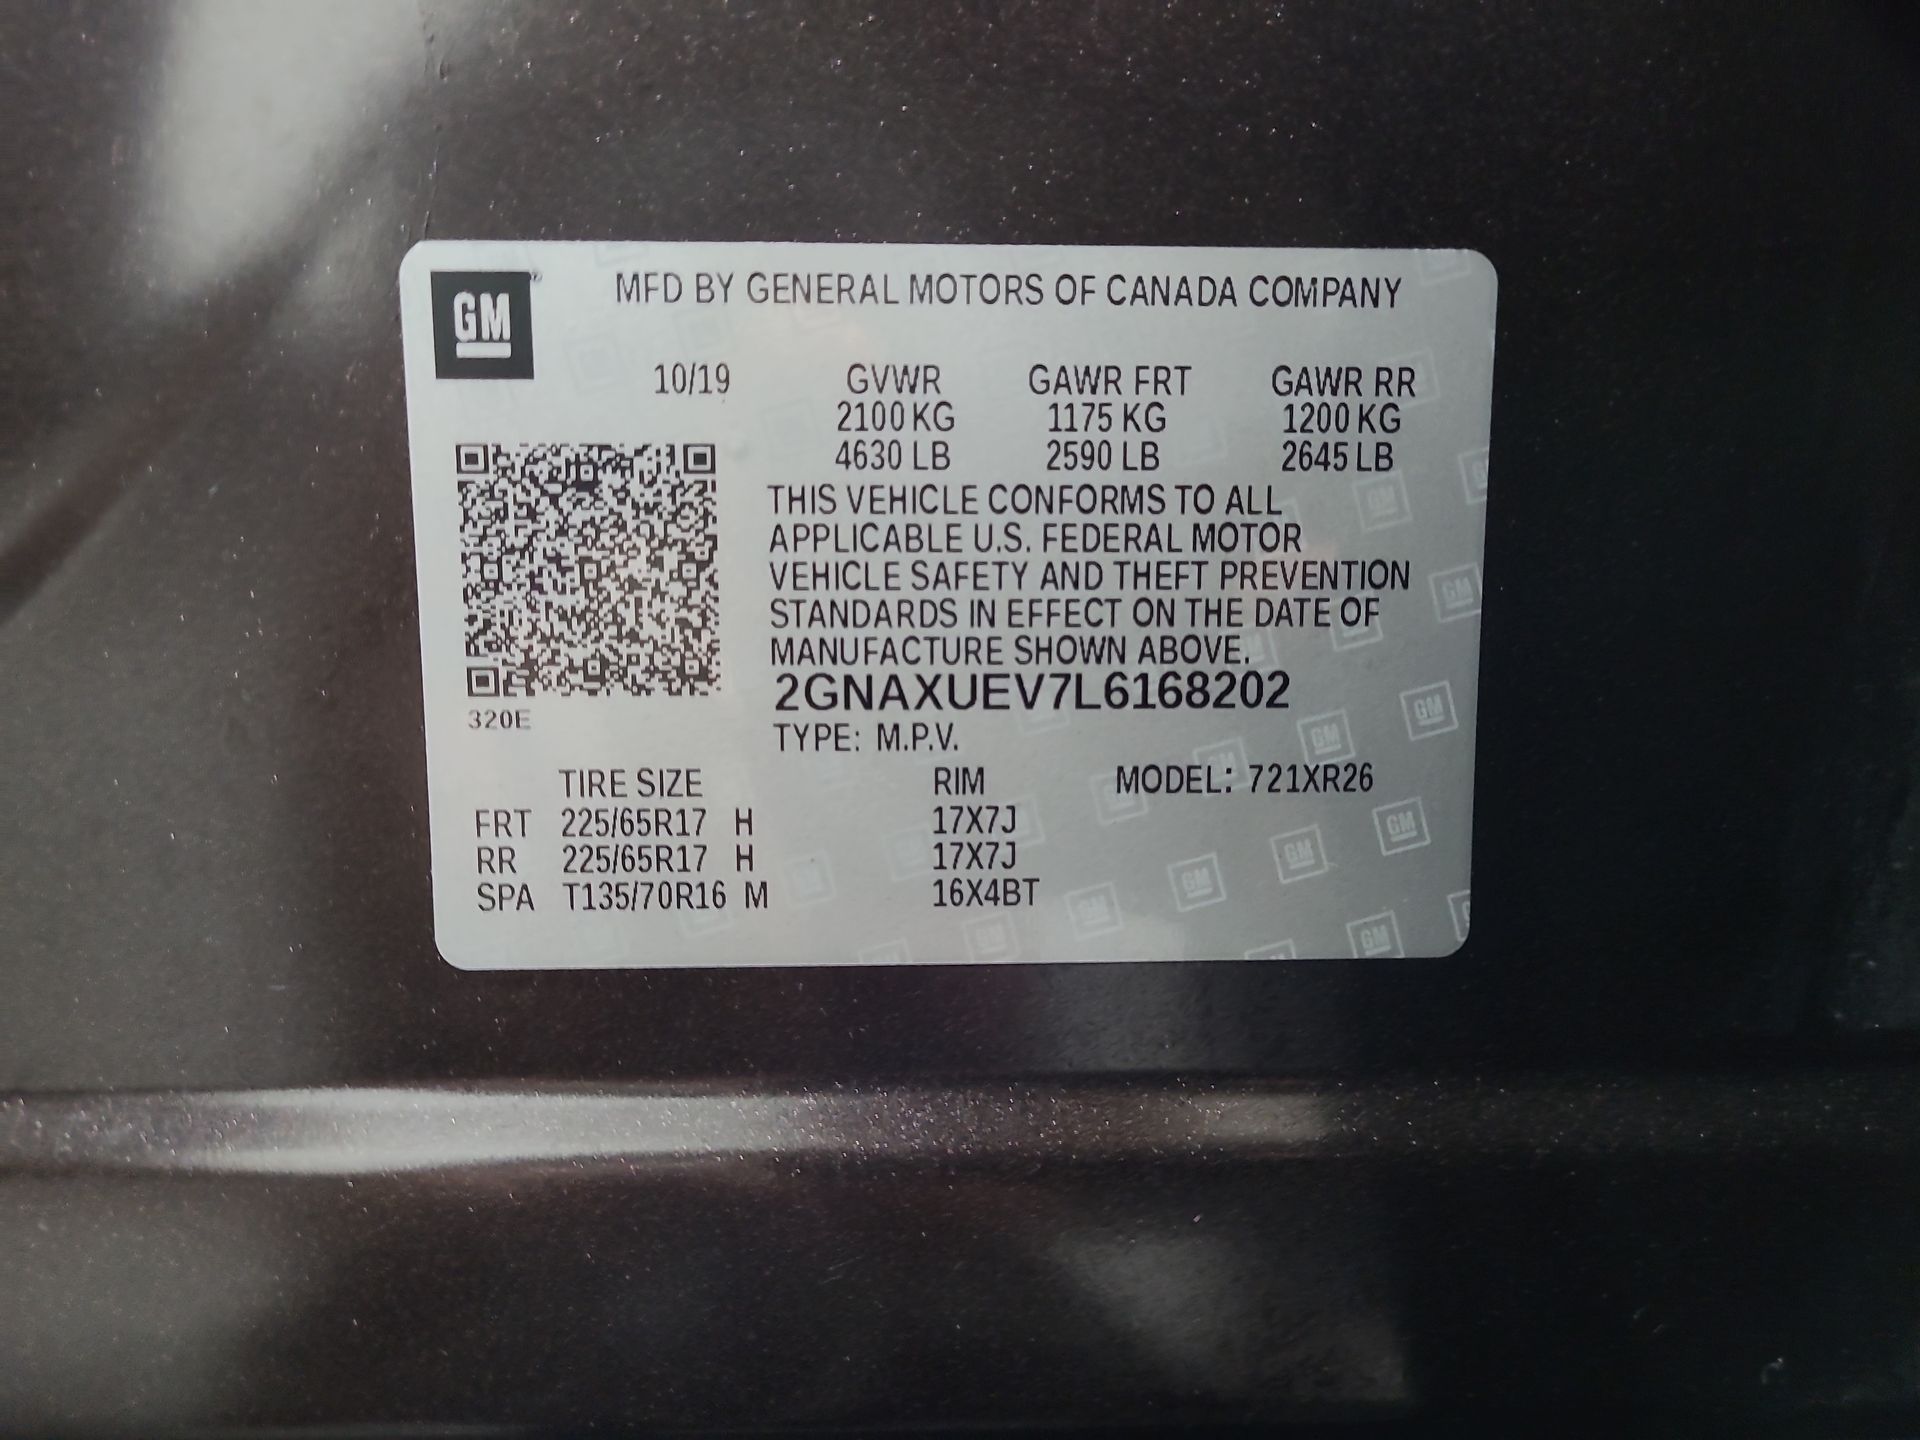 GM
MFD BY GENERAL MOTORS OF CANADA COMPANY
10/19 GVWR GAWR FRT GAWR RR
2100 KG 1175 KG 1200 KG
4630 LB 2590 LB 2645 LB
THIS VEHICLE CONFORMS TO ALL
APPLICABLE U.S. FEDERAL MOTOR
VEHICLE SAFETY AND THEFT PREVENTION
STANDARDS IN EFFECT ON THE DATE OF
MANUFACTURE SHOWN ABOVE.
2GNAXUEV7L6168202
320E
TYPE: M.P.V.
TIRE SIZE RIM MODEL: 721XR26
FRT 225/65R17 H 17X7J
RR 225/65R17 H 17X7J
SPA T135/70R16 M 16X4BT